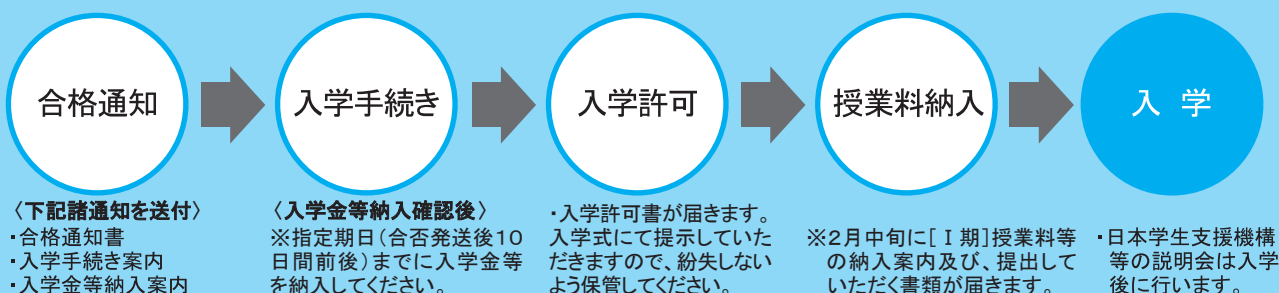 合格通知
入学手続き
入学許可
授業料納入
入 学
〈下記諸通知を送付〉
・合格通知書
・入学手続き案内
・入学金等納入案内
〈入学金等納入確認後〉
※指定期日(合否発送後10
日間前後)までに入学金等
を納入してください。
・入学許可書が届きます。
入学式にて提示していた
だきますので、紛失しない
よう保管してください。
※2月中旬に[Ⅰ期]授業料等
の納入案内及び、提出して
いただく書類が届きます。
・日本学生支援機構
等の説明会は入学
後に行います。